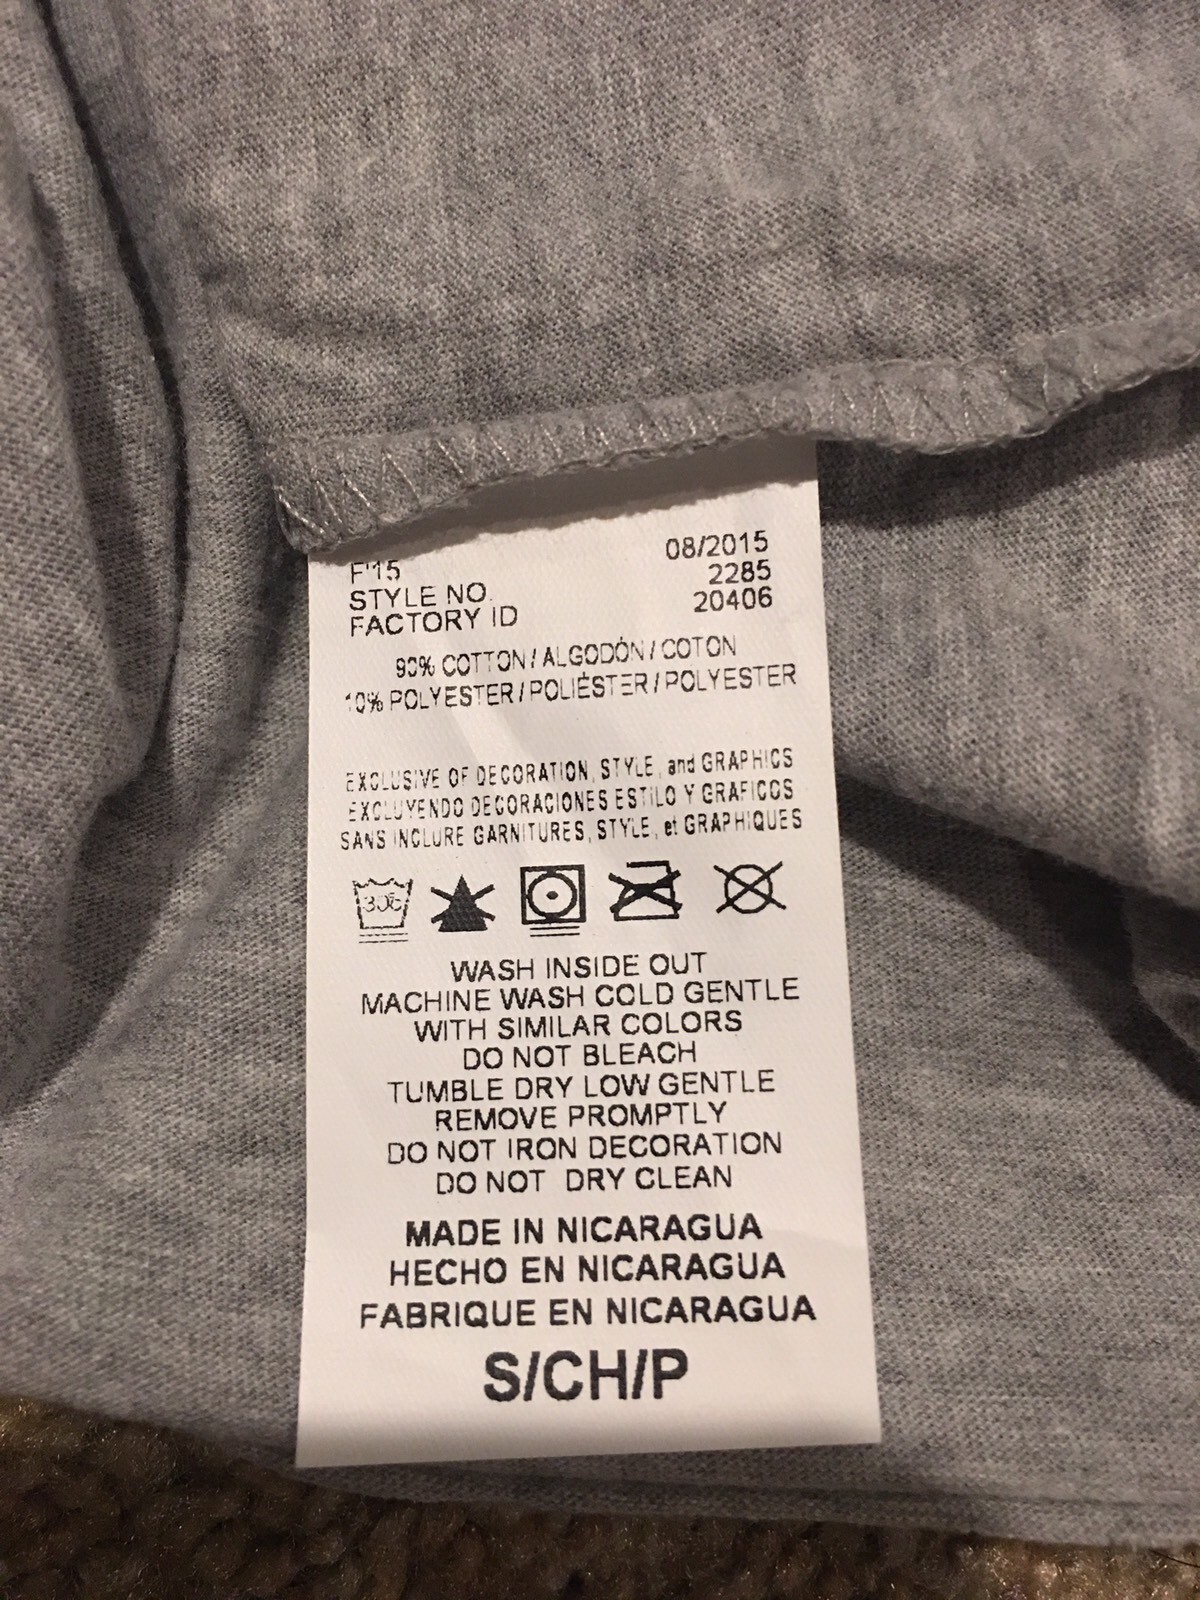 F'15 08/2015
STYLE NO. 2285
FACTORY ID 20406
90% COTTON / ALGODÓN / COTON
10% POLYESTER / POLIÉSTER / POLYESTER
EXCLUSIVE OF DECORATION, STYLE, and GRAPHICS
EXCLUYENDO DECORACIONES ESTILO Y GRAFICOS
SANS INCLURE GARNITURES, STYLE, et GRAPHIQUES
30c
WASH INSIDE OUT
MACHINE WASH COLD GENTLE
WITH SIMILAR COLORS
DO NOT BLEACH
TUMBLE DRY LOW GENTLE
REMOVE PROMPTLY
DO NOT IRON DECORATION
DO NOT DRY CLEAN
MADE IN NICARAGUA
HECHO EN NICARAGUA
FABRIQUE EN NICARAGUA
S/CH/P